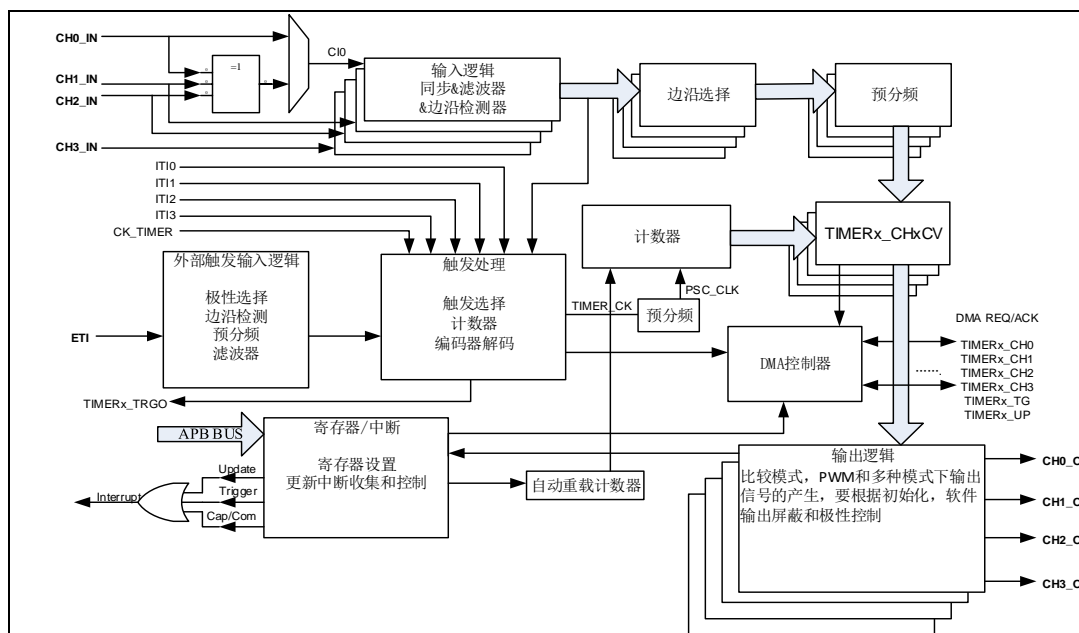 CH0_IN
CH1_IN
CH2_IN
CH3_IN
=1
CI0
输入逻辑
同步&滤波器
&边沿检测器
边沿选择
预分频
ITI0
ITI1
ITI2
ITI3
CK_TIMER
外部触发输入逻辑
极性选择
边沿检测
预分频
滤波器
ETI
触发处理
触发选择
计数器
编码器解码
TIMERx_TRGO
计数器
TIMER_CK
PSC_CLK
预分频
TIMERx_CHxCV
DMA控制器
DMA REQ/ACK
TIMERx_CH0
TIMERx_CH1
......
TIMERx_CH2
TIMERx_CH3
TIMERx_TG
TIMERx_UP
APB BUS
寄存器/中断
寄存器设置
更新中断收集和控制
Update
Trigger
Cap/Com
Interrupt
自动重载计数器
输出逻辑
比较模式，PWM和多种模式下输出
信号的产生，要根据初始化，软件
输出屏蔽和极性控制
CH0_O
CH1_O
CH2_O
CH3_O